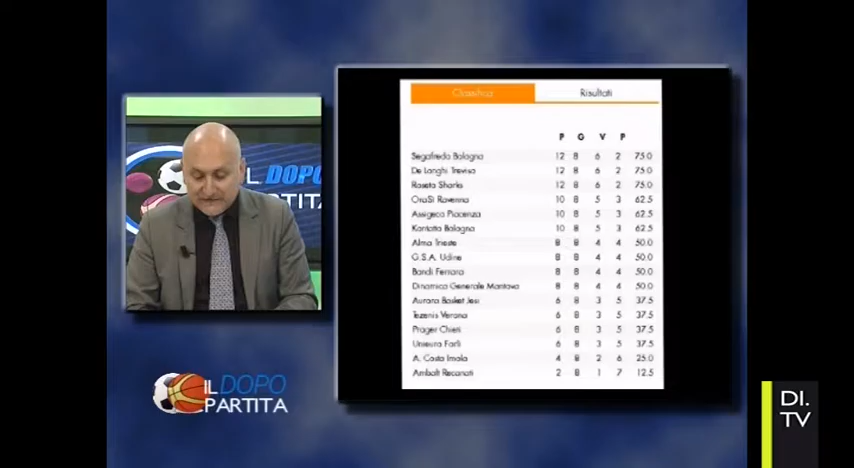 Classifica Risultati
P G V P
Segafredo Bologna 12 8 6 2 75.0
De Longhi Treviso 12 8 6 2 75.0
Roseto Sharks 12 8 6 2 75.0
OraSì Ravenna 10 8 5 3 62.5
Assigeco Piacenza 10 8 5 3 62.5
Kontatto Bologna 10 8 5 3 62.5
Alma Trieste 8 8 4 4 50.0
G.S.A. Udine 8 8 4 4 50.0
Bondi Ferrara 8 8 4 4 50.0
Dinamica Generale Mantova 8 8 4 4 50.0
Aurora Basket Jesi 6 8 3 5 37.5
Tezenis Verona 6 8 3 5 37.5
Proger Chieti 6 8 3 5 37.5
Unieuro Forlì 6 8 3 5 37.5
A. Costa Imola 4 8 2 6 25.0
Ambalt Recanati 2 8 1 7 12.5
IL DOPO
PARTITA
IL DOPO
PARTITA
DI.
TV